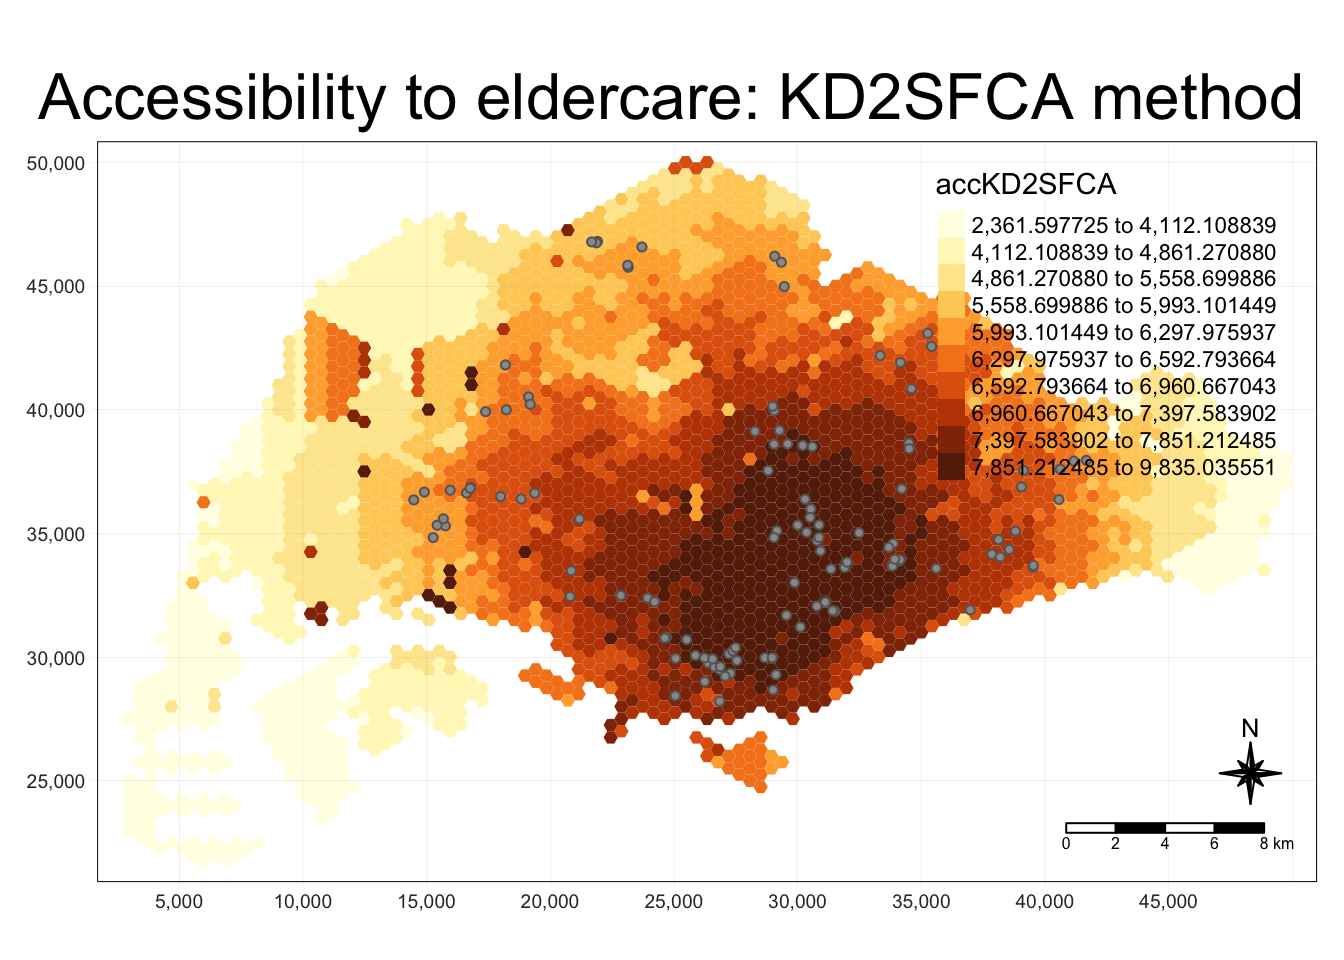 Accessibility to eldercare: KD2SFCA method
50,000
45,000
40,000
35,000
30,000
25,000
accKD2SFCA
2,361.597725 to 4,112.108839
4,112.108839 to 4,861.270880
4,861.270880 to 5,558.699886
5,558.699886 to 5,993.101449
5,993.101449 to 6,297.975937
6,297.975937 to 6,592.793664
6,592.793664 to 6,960.667043
6,960.667043 to 7,397.583902
7,397.583902 to 7,851.212485
7,851.212485 to 9,835.035551
N
0 2 4 6 8 km
5,000 10,000 15,000 20,000 25,000 30,000 35,000 40,000 45,000